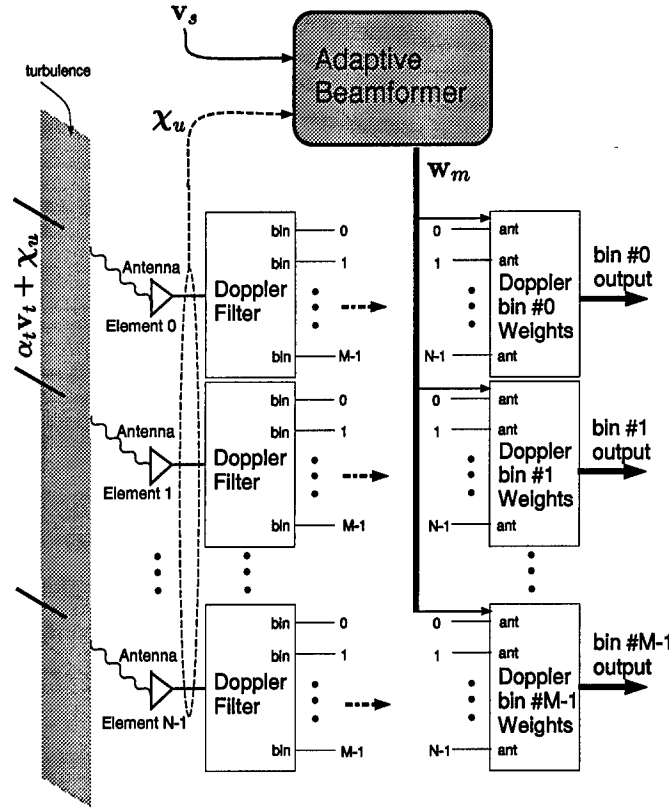 v_s
Adaptive
Beamformer
turbulence
χ_u
w_m
α_t v_t + χ_u
Antenna
Element 0
Doppler
Filter
bin 0
bin 1
bin M-1
0 ant
1 ant
N-1 ant
Doppler
bin #0
Weights
bin #0
output
Antenna
Element 1
Doppler
Filter
bin 0
bin 1
bin M-1
0 ant
1 ant
N-1 ant
Doppler
bin #1
Weights
bin #1
output
Antenna
Element N-1
Doppler
Filter
bin 0
bin 1
bin M-1
0 ant
1 ant
N-1 ant
Doppler
bin #M-1
Weights
bin #M-1
output